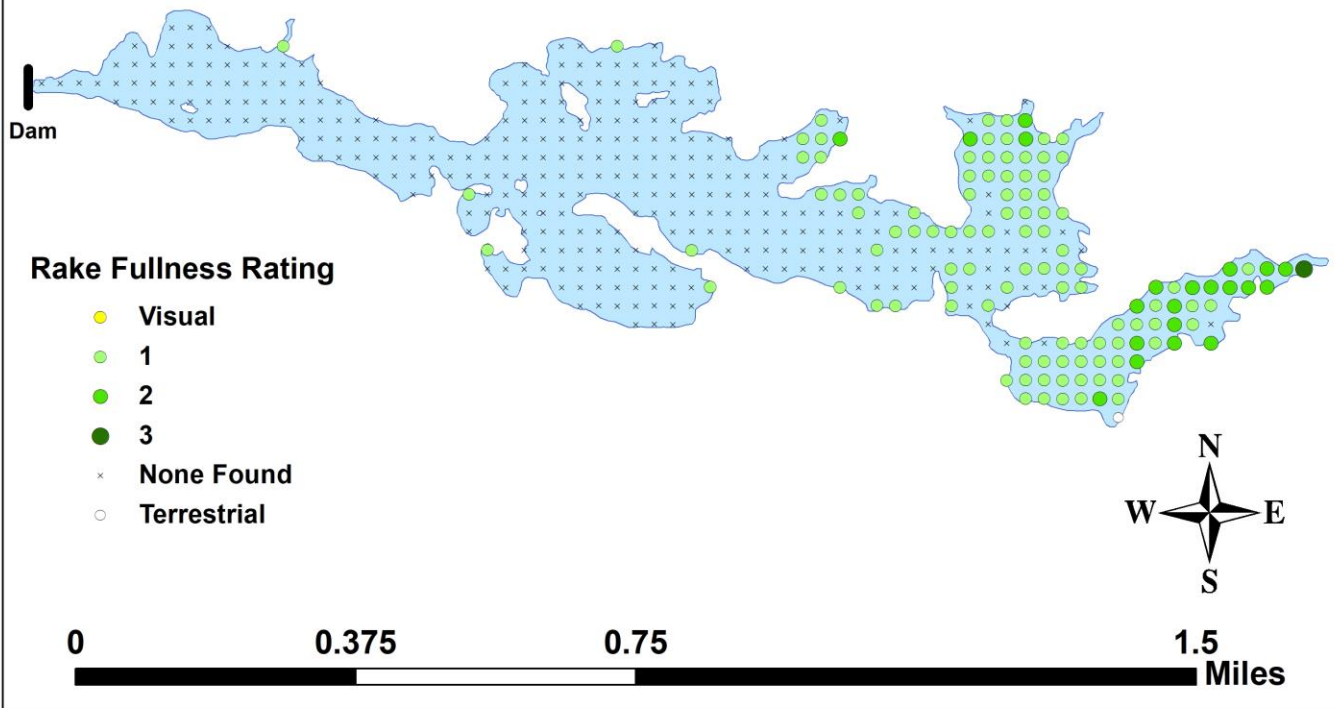 Dam
Rake Fullness Rating
Visual
1
2
3
None Found
Terrestrial
N
W E
S
0 0.375 0.75 1.5
Miles